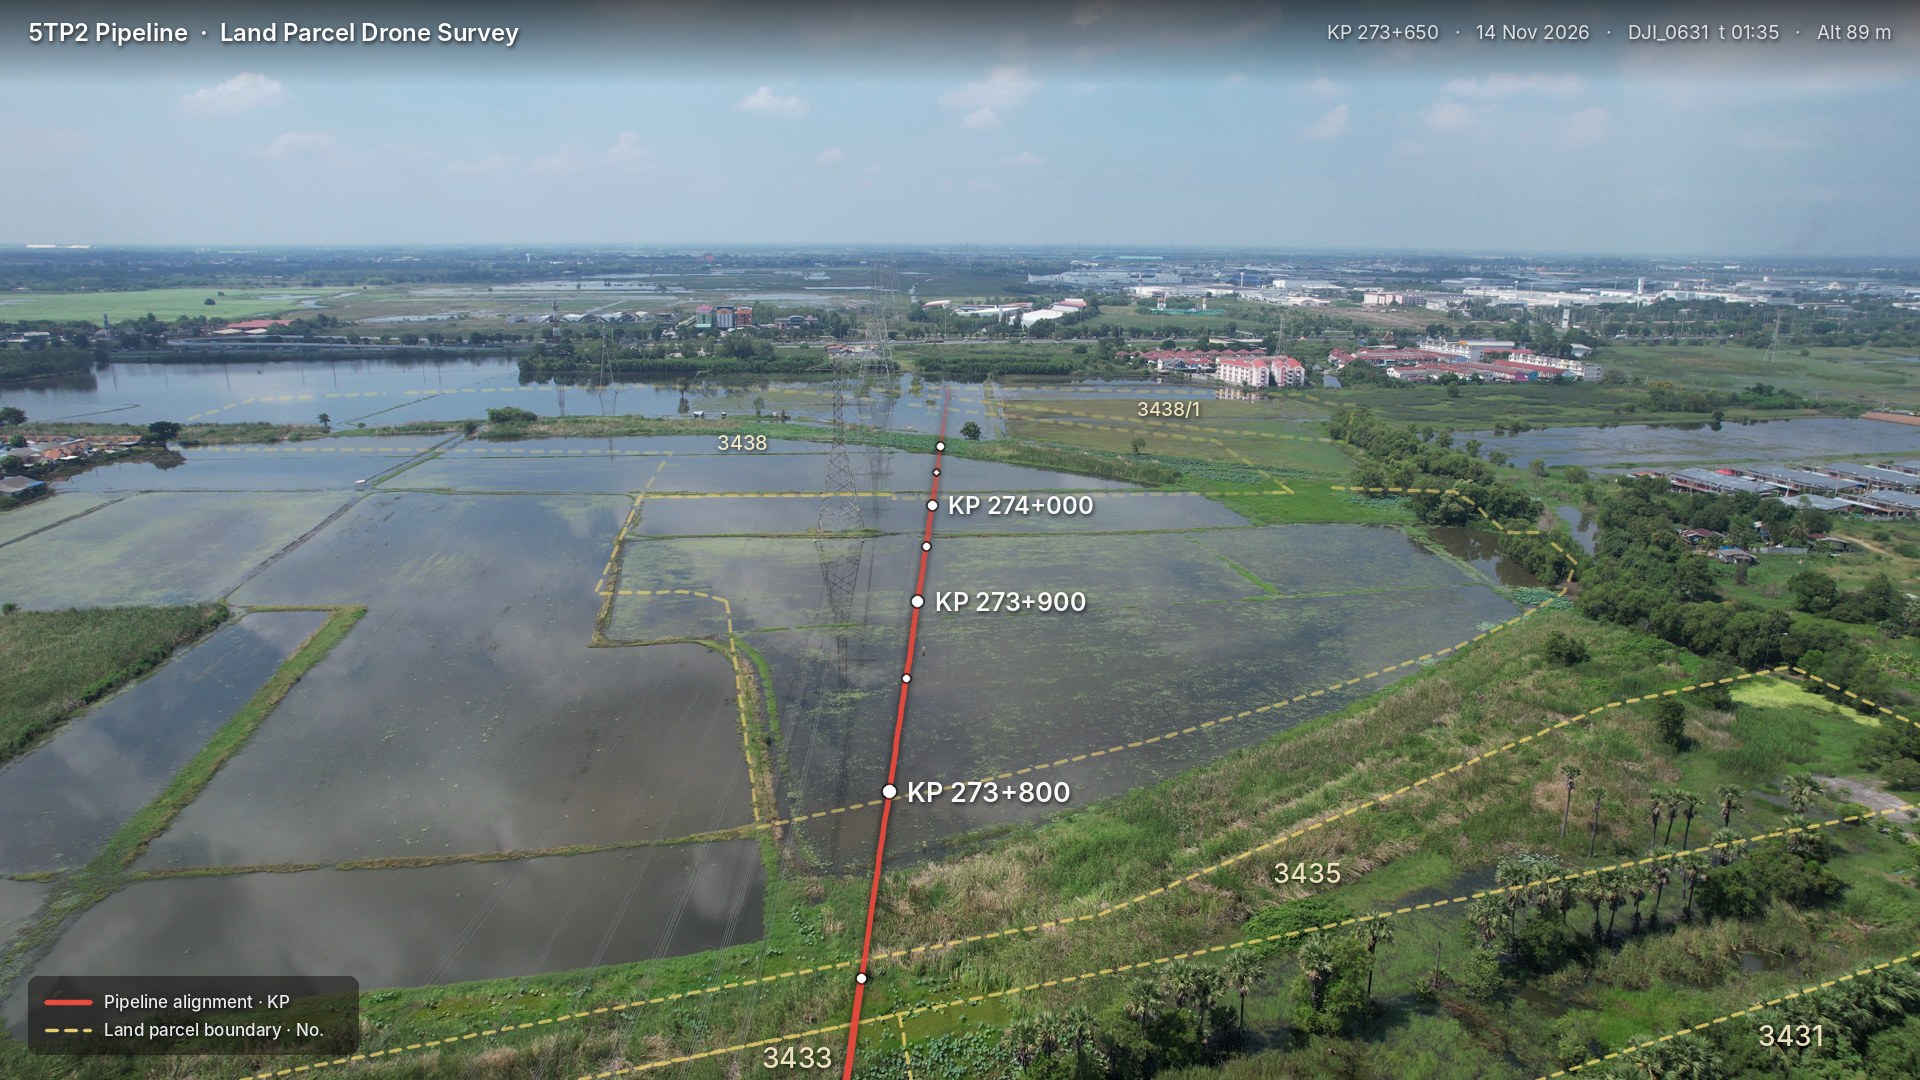 5TP2 Pipeline · Land Parcel Drone Survey
KP 273+650 · 14 Nov 2026 · DJI_0631 t 01:35 · Alt 89 m
3438/1
3438
KP 274+000
KP 273+900
KP 273+800
3435
3431
3433
Pipeline alignment · KP
Land parcel boundary · No.